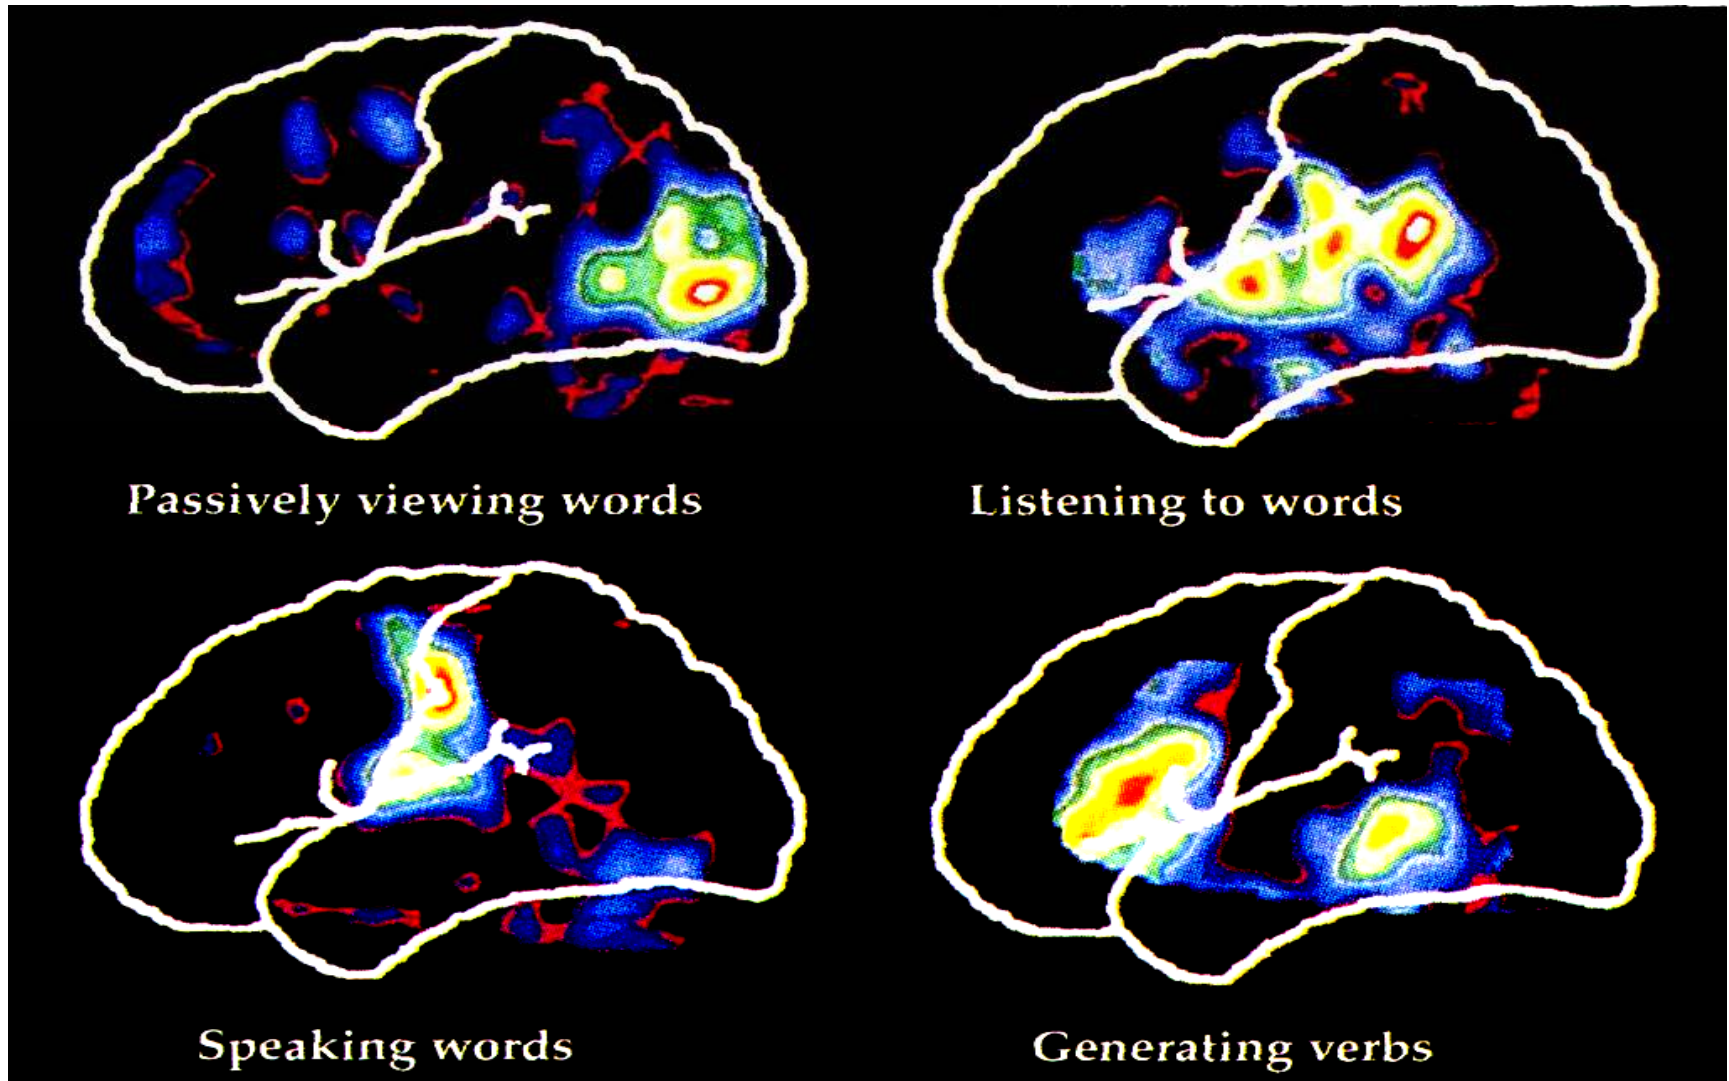 Passively viewing words
Listening to words
Speaking words
Generating verbs